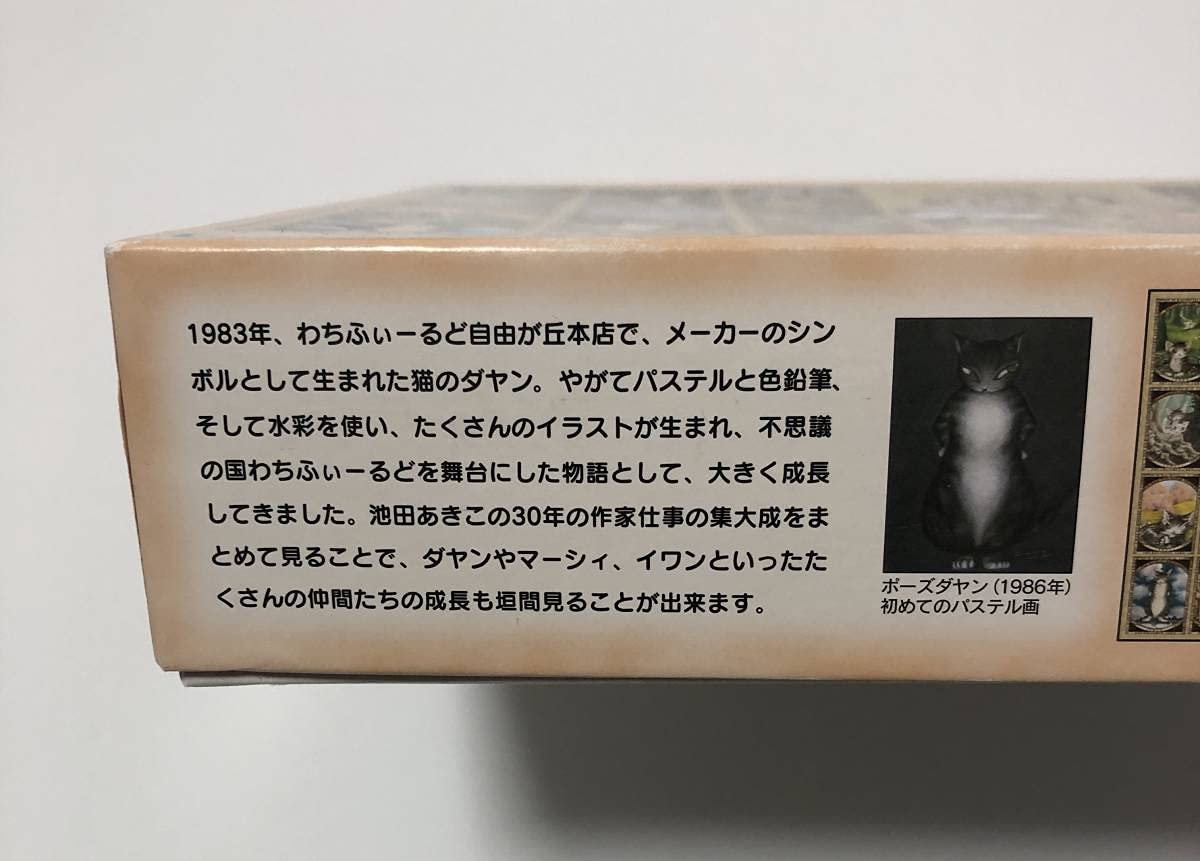 1983年、わちふぃーるど自由が丘本店で、メーカーのシン
ボルとして生まれた猫のダヤン。やがてパステルと色鉛筆、
そして水彩を使い、たくさんのイラストが生まれ、不思議
の国わちふぃーるどを舞台にした物語として、大きく成長
してきました。池田あきこの30年の作家仕事の集大成をま
とめて見ることで、ダヤンやマーシィ、イワンといったた
くさんの仲間たちの成長も垣間見ることが出来ます。
ポーズダヤン(1986年)
初めてのパステル画